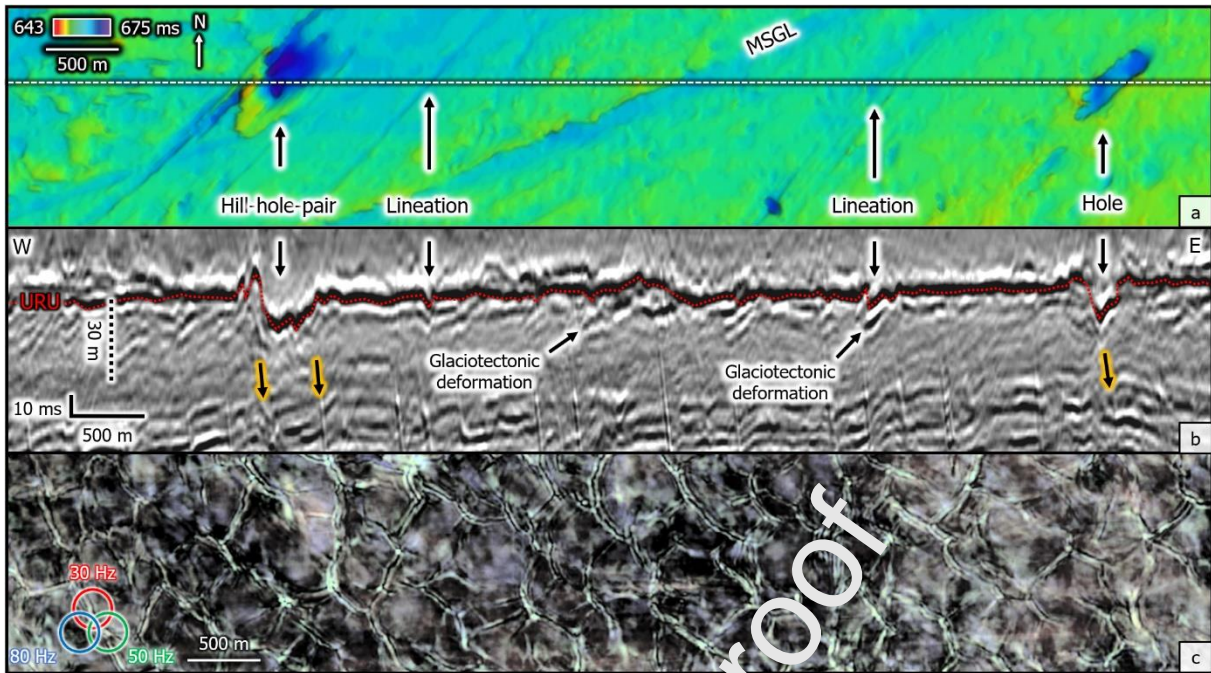 643
675 ms
N
500 m
MSGL
Hill-hole-pair
Lineation
Lineation
Hole
a
W
E
URU
30 m
Glaciotectonic
deformation
Glaciotectonic
deformation
10 ms
500 m
b
30 Hz
80 Hz
50 Hz
500 m
rOOf
c